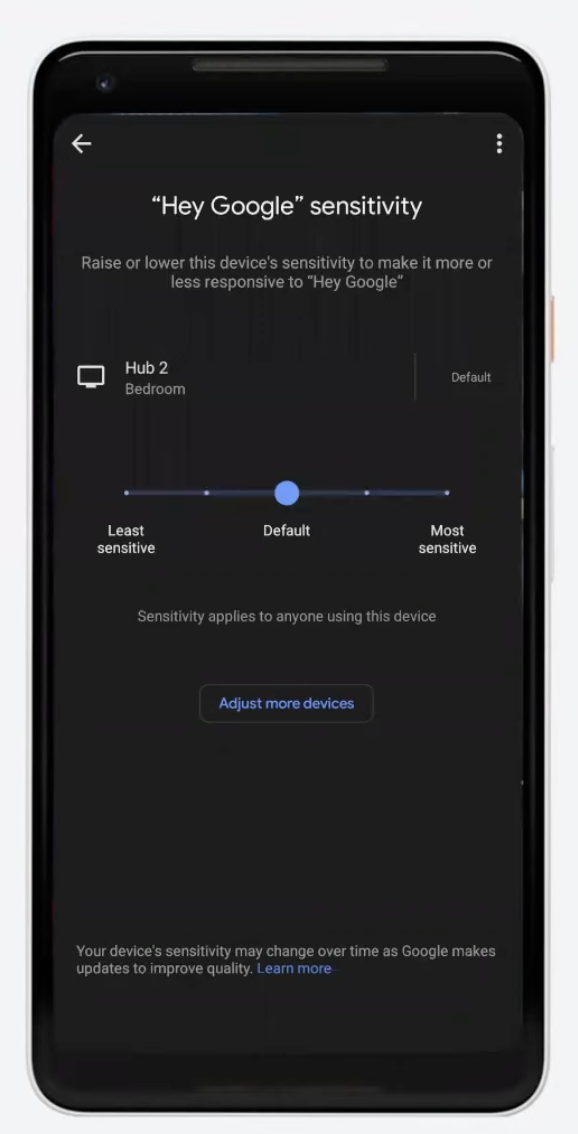 “Hey Google” sensitivity
Raise or lower this device's sensitivity to make it more or
less responsive to “Hey Google”
Hub 2
Bedroom
Default
Least
sensitive
Default
Most
sensitive
Sensitivity applies to anyone using this device
Adjust more devices
Your device's sensitivity may change over time as Google makes
updates to improve quality. Learn more